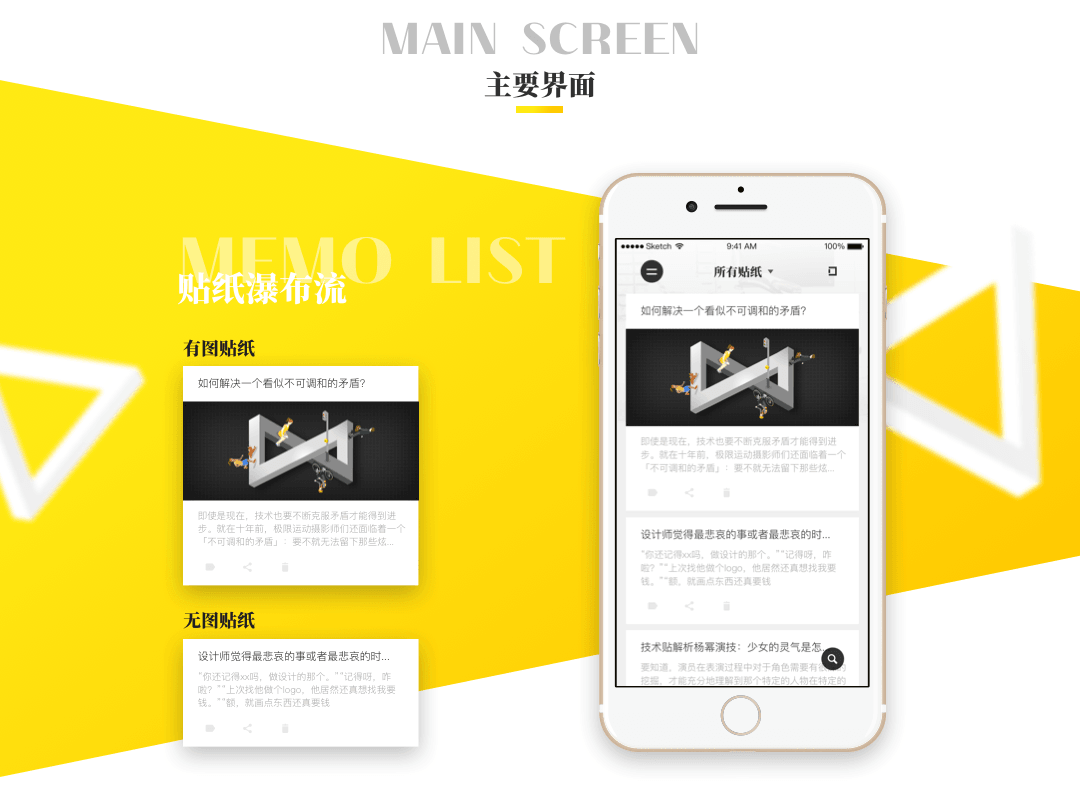 MAIN SCREEN
主要界面
MEMO LIST
贴纸瀑布流
有图贴纸
如何解决一个看似不可调和的矛盾?
即便是现在，技术也要不断克服矛盾才能得到进
步。就在十年前，极限运动摄影师们还面临着一个
「不可调和的矛盾」：要不就无法留下那些炫...
无图贴纸
设计师觉得最悲哀的事或者最悲哀的时...
“你还记得xx吗，做设计的那个。”“记得呀，咋
啦？”“上次找他做个logo，他居然还真想找我要
钱。”“额，就画点东西还真要钱
Sketch 9:41 AM 100%
所有贴纸
如何解决一个看似不可调和的矛盾?
即便是现在，技术也要不断克服矛盾才能得到进
步。就在十年前，极限运动摄影师们还面临着一个
「不可调和的矛盾」：要不就无法留下那些炫...
设计师觉得最悲哀的事或者最悲哀的时...
“你还记得xx吗，做设计的那个。”“记得呀，咋
啦？”“上次找他做个logo，他居然还真想找我要
钱。”“额，就画点东西还真要钱
技术贴解析杨幂演技：少女的灵气是怎...
要知道，演员在表演过程中对于角色需要有
挖掘，才能充分地理解到那个特定的人物在特定的